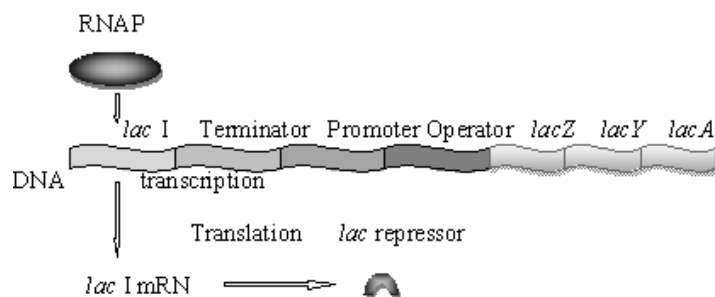 RNAP
lac I Terminator Promoter Operator lacZ lacY lacA
DNA transcription
Translation lac repressor
lac I mRN